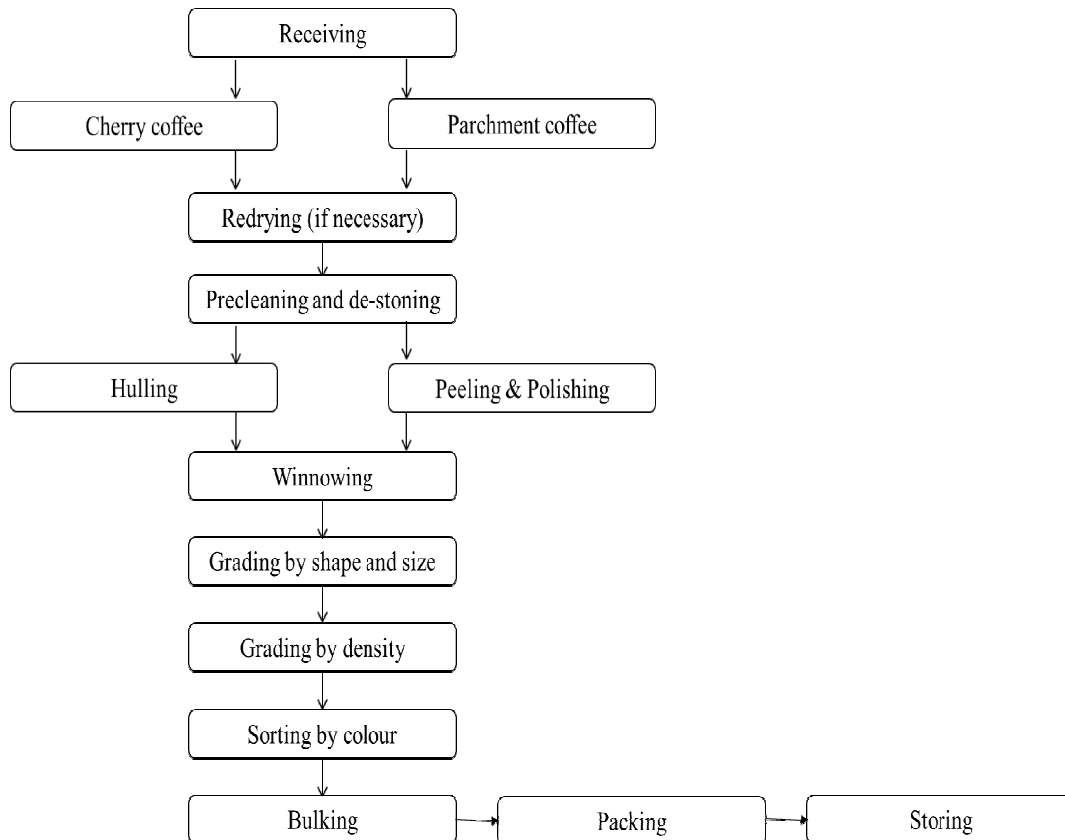 Receiving
Cherry coffee
Parchment coffee
Redrying (if necessary)
Precleaning and de-stoning
Hulling
Peeling & Polishing
Winnowing
Grading by shape and size
Grading by density
Sorting by colour
Bulking
Packing
Storing